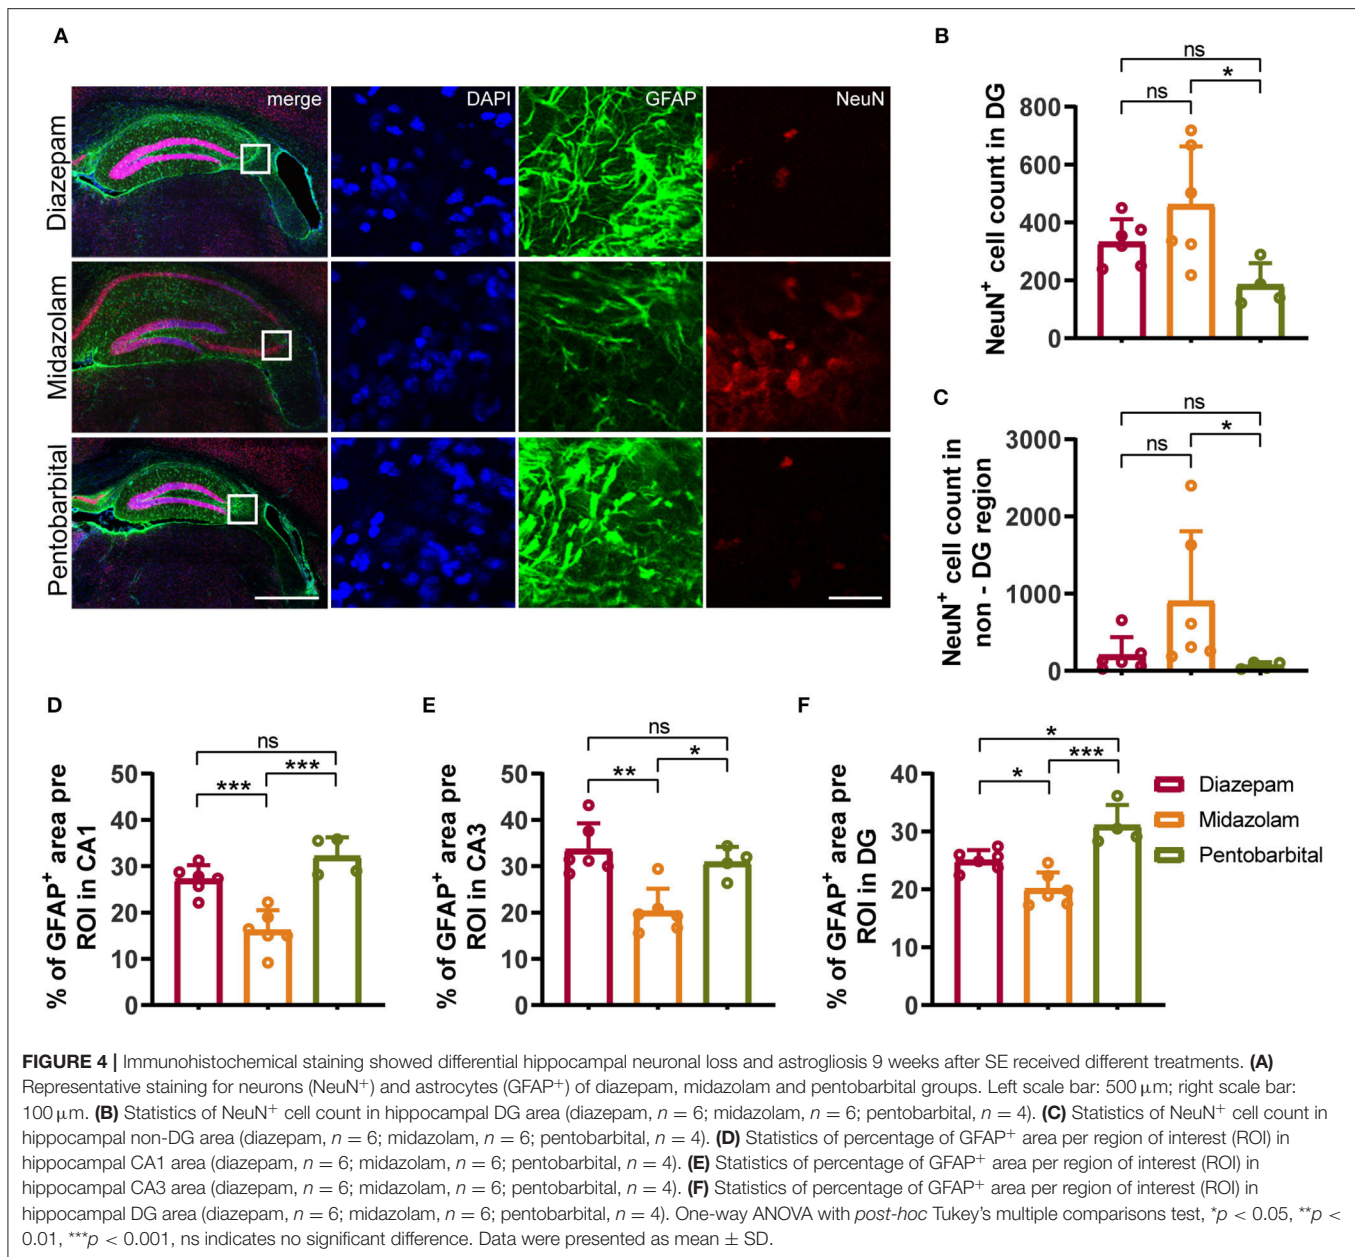 A
merge
DAPI
GFAP
NeuN
Diazepam
Midazolam
Pentobarbital
B
ns
ns
*
NeuN⁺ cell count in DG
800
600
400
200
0
C
ns
ns
*
NeuN⁺ cell count in
non - DG region
3000
2000
1000
0
D
ns
***
***
% of GFAP⁺ area pre
ROI in CA1
50
40
30
20
10
0
E
ns
**
*
% of GFAP⁺ area pre
ROI in CA3
50
40
30
20
10
0
F
*
*
***
% of GFAP⁺ area pre
ROI in DG
40
30
20
10
0
Diazepam
Midazolam
Pentobarbital
FIGURE 4 | Immunohistochemical staining showed differential hippocampal neuronal loss and astrogliosis 9 weeks after SE received different treatments. (A)
Representative staining for neurons (NeuN⁺) and astrocytes (GFAP⁺) of diazepam, midazolam and pentobarbital groups. Left scale bar: 500 μm; right scale bar:
100 μm. (B) Statistics of NeuN⁺ cell count in hippocampal DG area (diazepam, n = 6; midazolam, n = 6; pentobarbital, n = 4). (C) Statistics of NeuN⁺ cell count in
hippocampal non-DG area (diazepam, n = 6; midazolam, n = 6; pentobarbital, n = 4). (D) Statistics of percentage of GFAP⁺ area per region of interest (ROI) in
hippocampal CA1 area (diazepam, n = 6; midazolam, n = 6; pentobarbital, n = 4). (E) Statistics of percentage of GFAP⁺ area per region of interest (ROI) in
hippocampal CA3 area (diazepam, n = 6; midazolam, n = 6; pentobarbital, n = 4). (F) Statistics of percentage of GFAP⁺ area per region of interest (ROI) in
hippocampal DG area (diazepam, n = 6; midazolam, n = 6; pentobarbital, n = 4). One-way ANOVA with post-hoc Tukey's multiple comparisons test, *p < 0.05, **p <
0.01, ***p < 0.001, ns indicates no significant difference. Data were presented as mean ± SD.